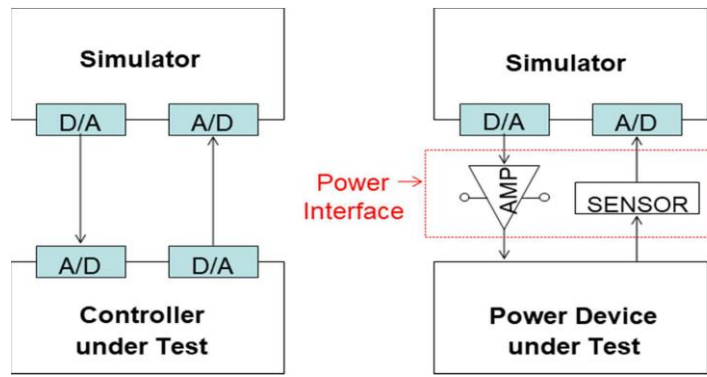 Simulator
D/A
A/D
A/D
D/A
Controller
under Test
Simulator
D/A
A/D
Power
Interface
AMP
SENSOR
Power Device
under Test